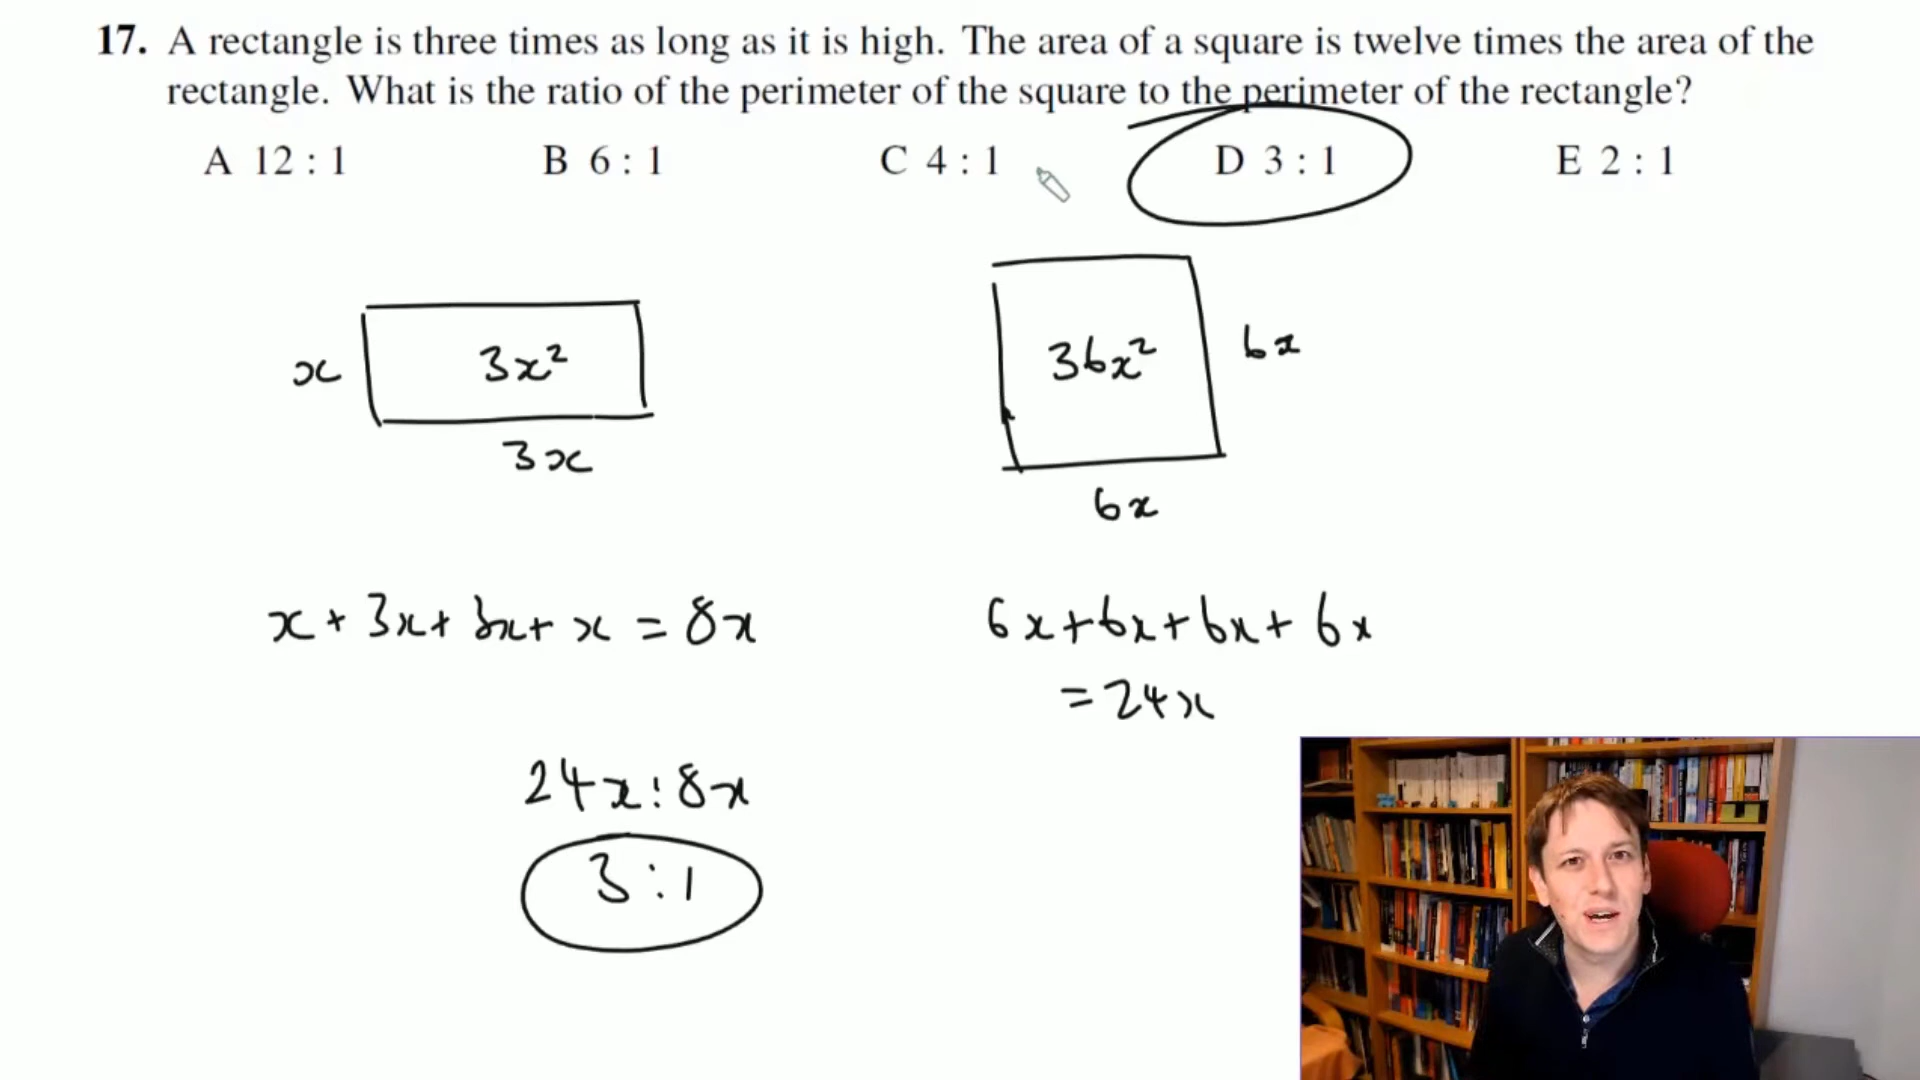 17. A rectangle is three times as long as it is high. The area of a square is twelve times the area of the
rectangle. What is the ratio of the perimeter of the square to the perimeter of the rectangle?
A 12 : 1 B 6 : 1 C 4 : 1 D 3 : 1 E 2 : 1
x 3x² 36x² 6x
3x
6x
x + 3x + 3x + x = 8x
6x + 6x + 6x + 6x
= 24x
24x : 8x
3 : 1